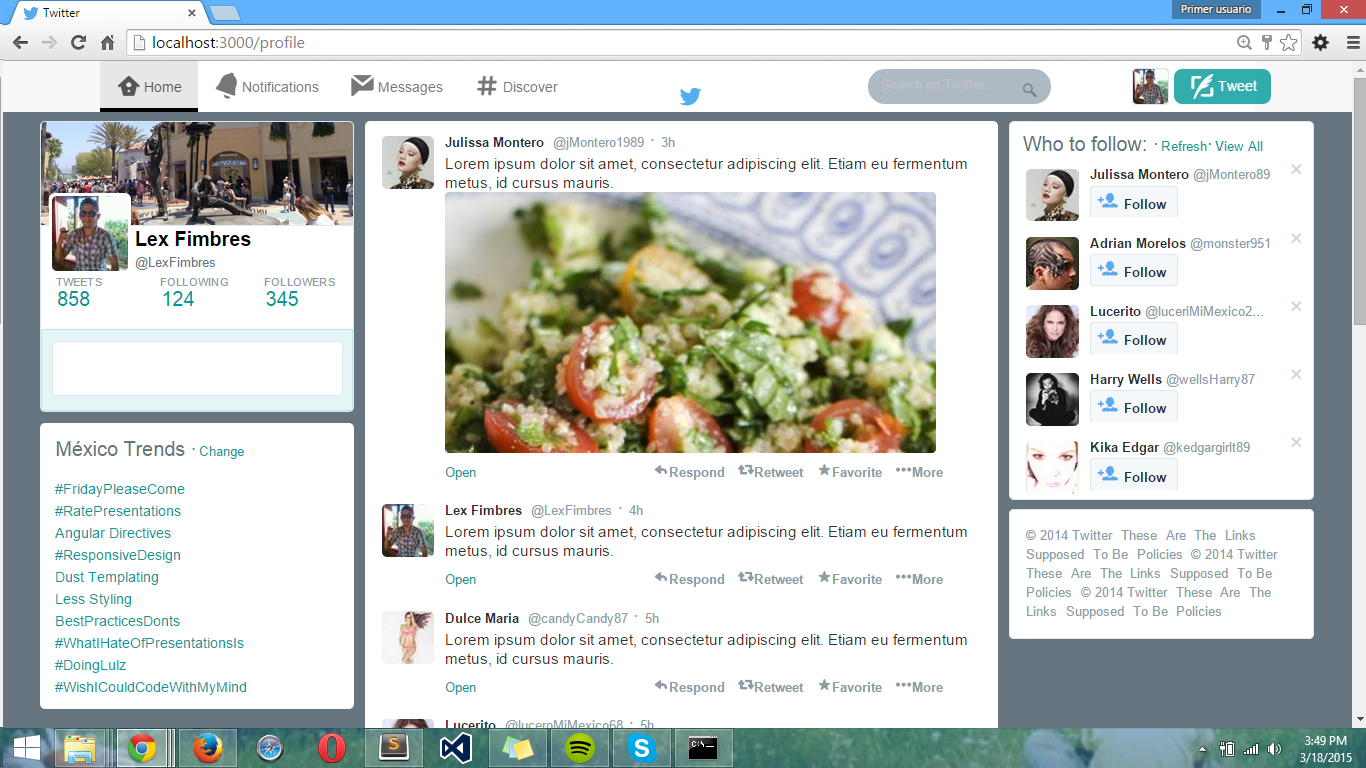 Twitter
Primer usuario
localhost:3000/profile
Home
Notifications
Messages
Discover
Search on Twitter...
Tweet
Lex Fimbres
@LexFimbres
TWEETS FOLLOWING FOLLOWERS
858 124 345
México Trends · Change
#FridayPleaseCome
#RatePresentations
Angular Directives
#ResponsiveDesign
Dust Templating
Less Styling
BestPracticesDonts
#WhatIHateOfPresentationsIs
#DoingLulz
#WishICouldCodeWithMyMind
Julissa Montero @jMontero1989 · 3h
Lorem ipsum dolor sit amet, consectetur adipiscing elit. Etiam eu fermentum
metus, id cursus mauris.
Open Respond Retweet Favorite More
Lex Fimbres @LexFimbres · 4h
Lorem ipsum dolor sit amet, consectetur adipiscing elit. Etiam eu fermentum
metus, id cursus mauris.
Open Respond Retweet Favorite More
Dulce Maria @candyCandy87 · 5h
Lorem ipsum dolor sit amet, consectetur adipiscing elit. Etiam eu fermentum
metus, id cursus mauris.
Open Respond Retweet Favorite More
Lucerito @luceroMiMexico68 · 5h
Who to follow: · Refresh · View All
Julissa Montero @jMontero89
Follow
Adrian Morelos @monster951
Follow
Lucerito @luceriMiMexico2...
Follow
Harry Wells @wellsHarry87
Follow
Kika Edgar @kedgargirlt89
Follow
© 2014 Twitter These Are The Links
Supposed To Be Policies © 2014 Twitter
These Are The Links Supposed To Be
Policies © 2014 Twitter These Are The
Links Supposed To Be Policies
3:49 PM
3/18/2015